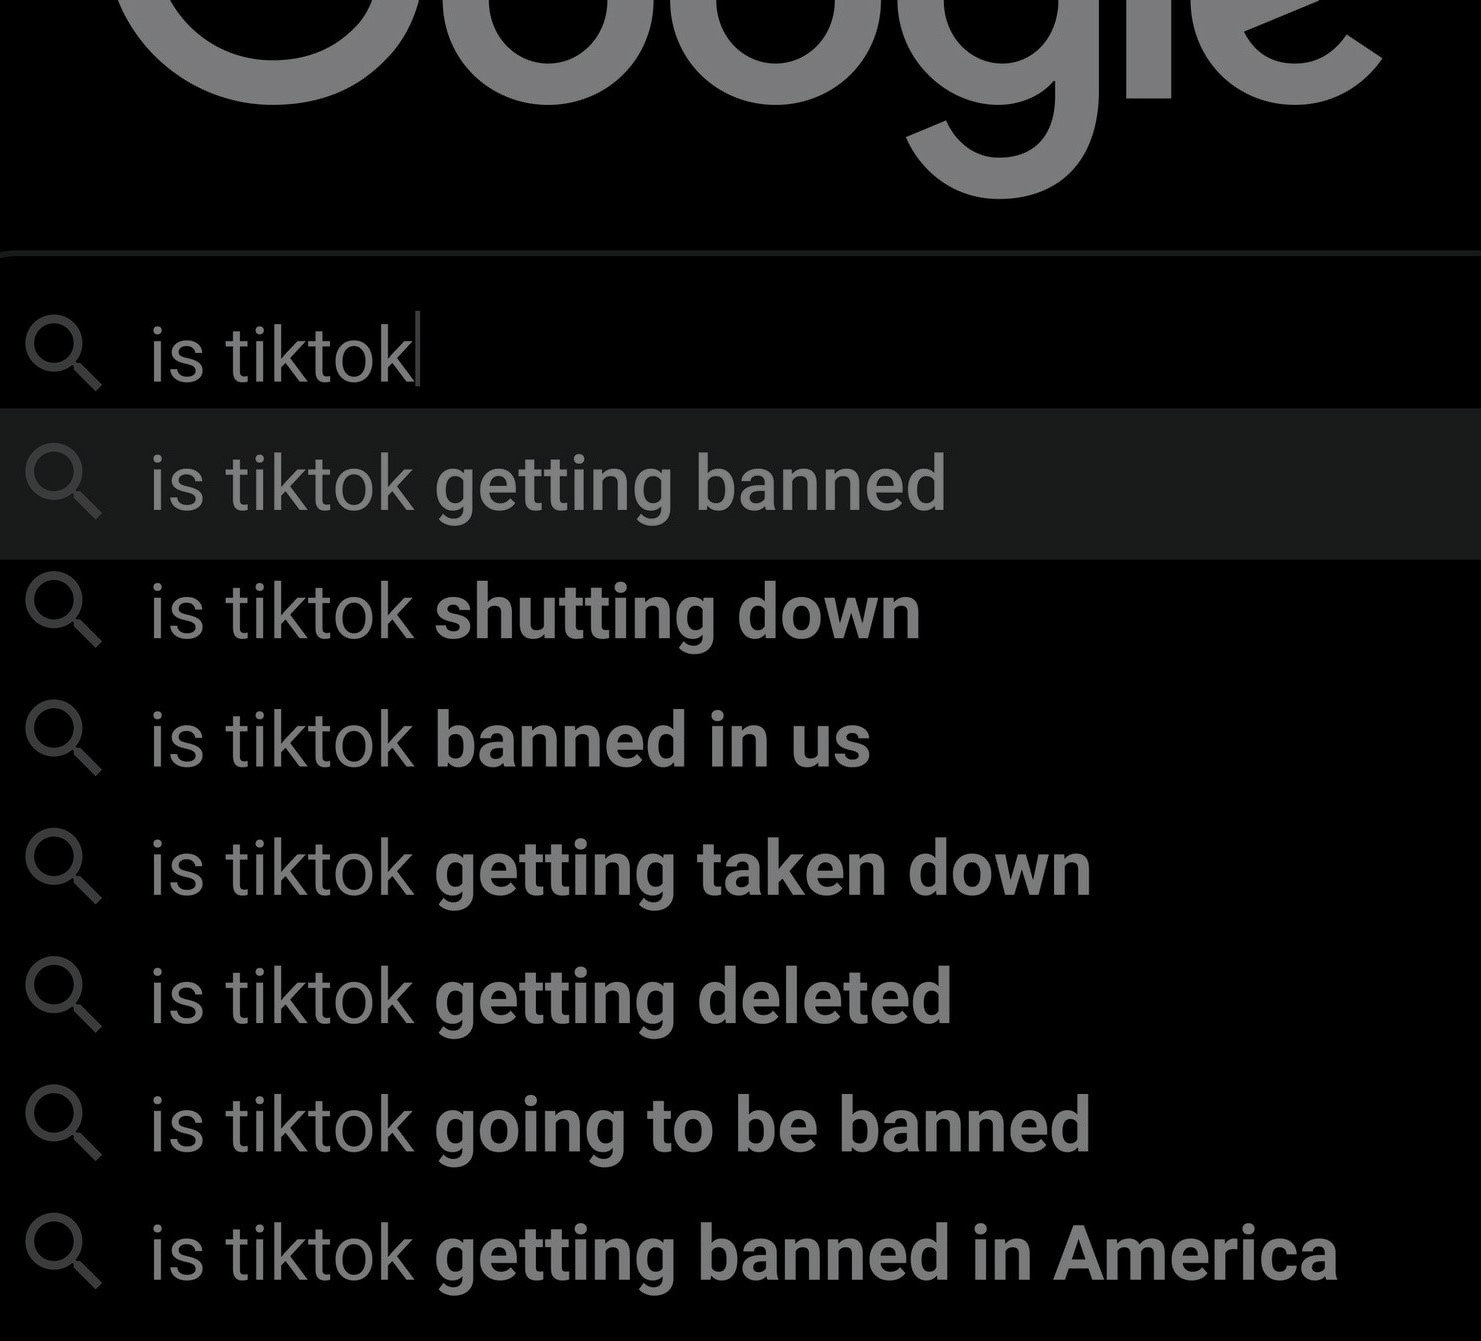 Google
is tiktok
is tiktok getting banned
is tiktok shutting down
is tiktok banned in us
is tiktok getting taken down
is tiktok getting deleted
is tiktok going to be banned
is tiktok getting banned in America